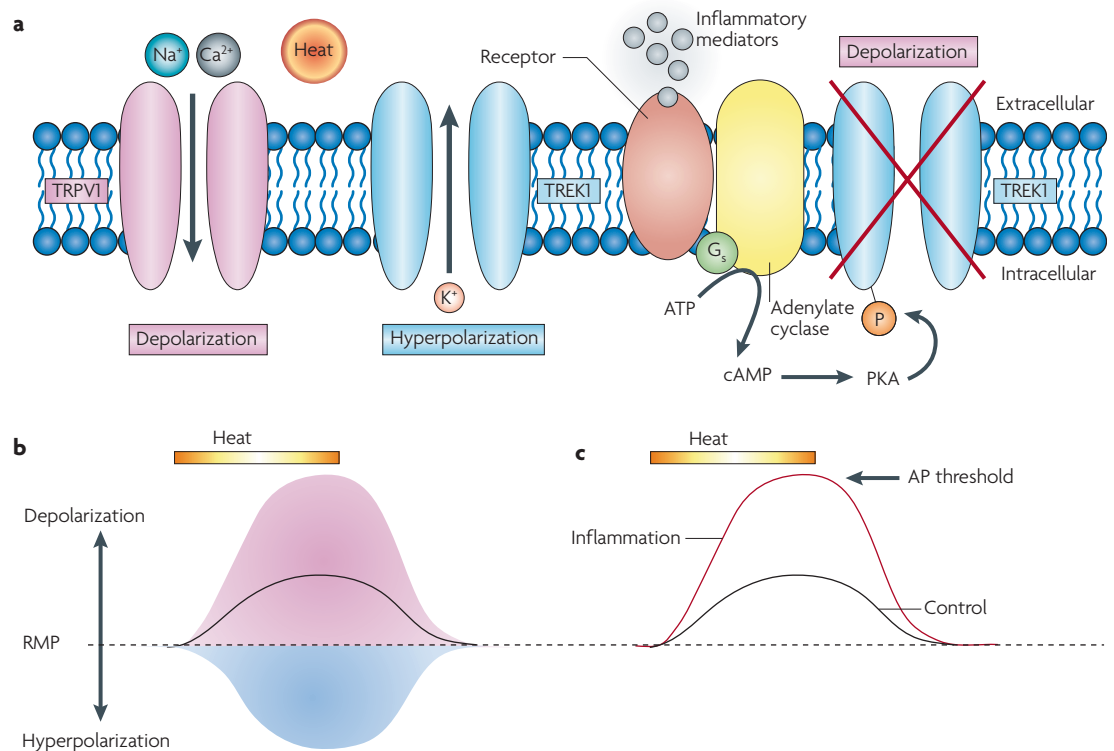 a
Na⁺
Ca²⁺
Heat
Inflammatory
mediators
Receptor
Depolarization
Extracellular
TRPV1
TREK1
TREK1
Gₛ
Intracellular
K⁺
ATP
Adenylate
cyclase
P
Depolarization
Hyperpolarization
cAMP
PKA
b
Heat
Depolarization
RMP
Hyperpolarization
c
Heat
AP threshold
Inflammation
Control